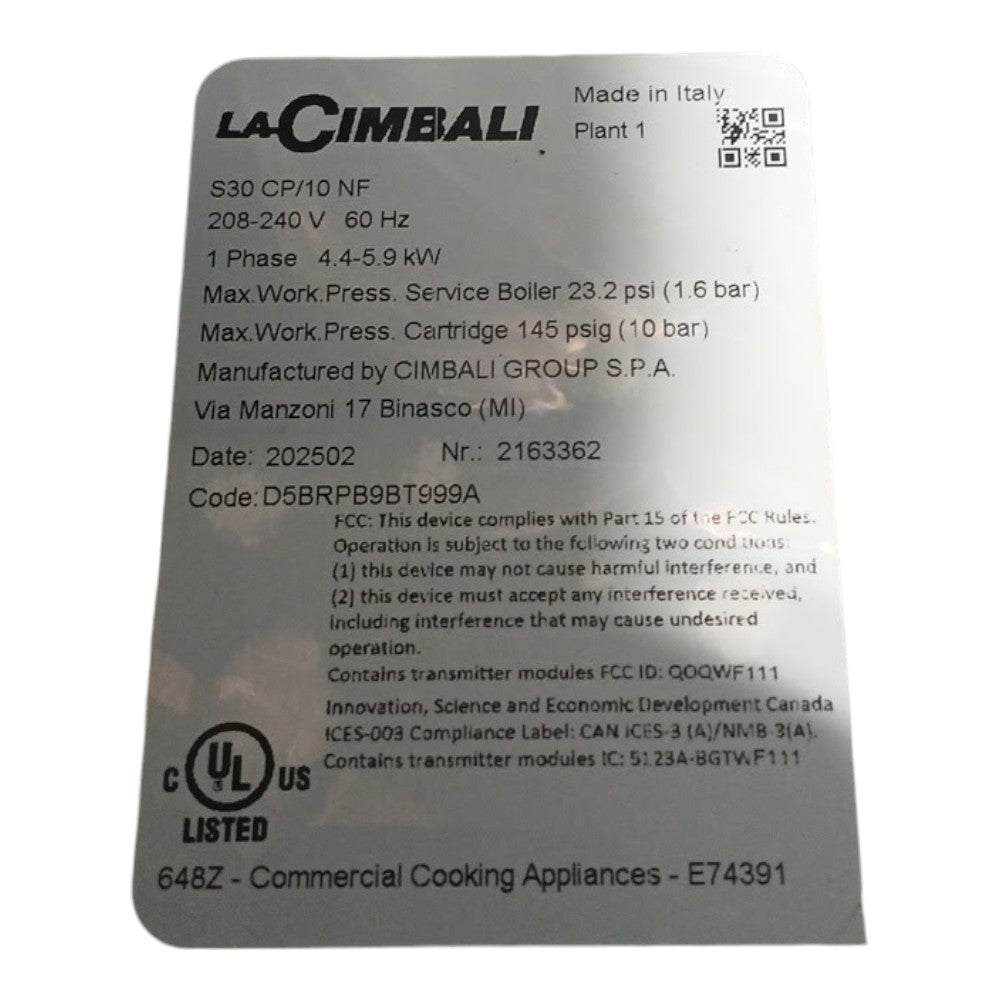 LACIMBALI
Made in Italy
Plant 1
S30 CP/10 NF
208-240 V 60 Hz
1 Phase 4.4-5.9 kW
Max.Work.Press. Service Boiler 23.2 psi (1.6 bar)
Max.Work.Press. Cartridge 145 psig (10 bar)
Manufactured by CIMBALI GROUP S.P.A.
Via Manzoni 17 Binasco (MI)
Date: 202502 Nr.: 2163362
Code: D5BRPB9BT999A
FCC: This device complies with Part 15 of the FCC Rules.
Operation is subject to the following two conditions:
(1) this device may not cause harmful interference, and
(2) this device must accept any interference received,
including interference that may cause undesired
operation.
Contains transmitter modules FCC ID: QOQWF111
Innovation, Science and Economic Development Canada
ICES-003 Compliance Label: CAN ICES-3 (A)/NMB-3(A).
Contains transmitter modules IC: 5123A-BGTWF111
C UL US
LISTED
648Z - Commercial Cooking Appliances - E74391